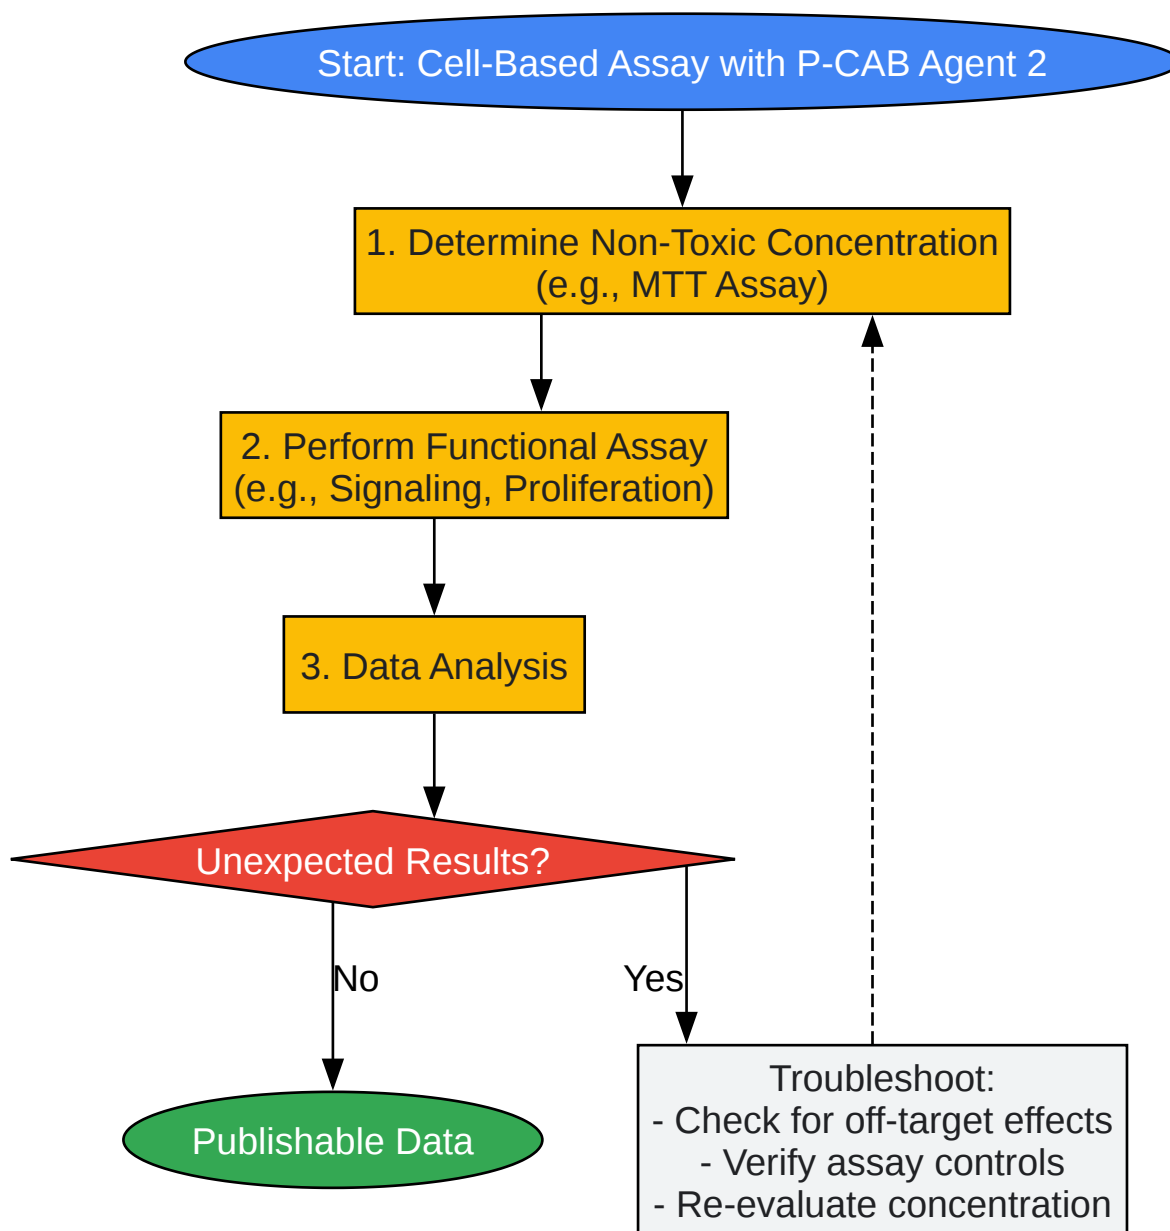 Start: Cell-Based Assay with P-CAB Agent 2
1. Determine Non-Toxic Concentration
(e.g., MTT Assay)
2. Perform Functional Assay
(e.g., Signaling, Proliferation)
3. Data Analysis
Unexpected Results?
No
Yes
Publishable Data
Troubleshoot:
- Check for off-target effects
- Verify assay controls
- Re-evaluate concentration